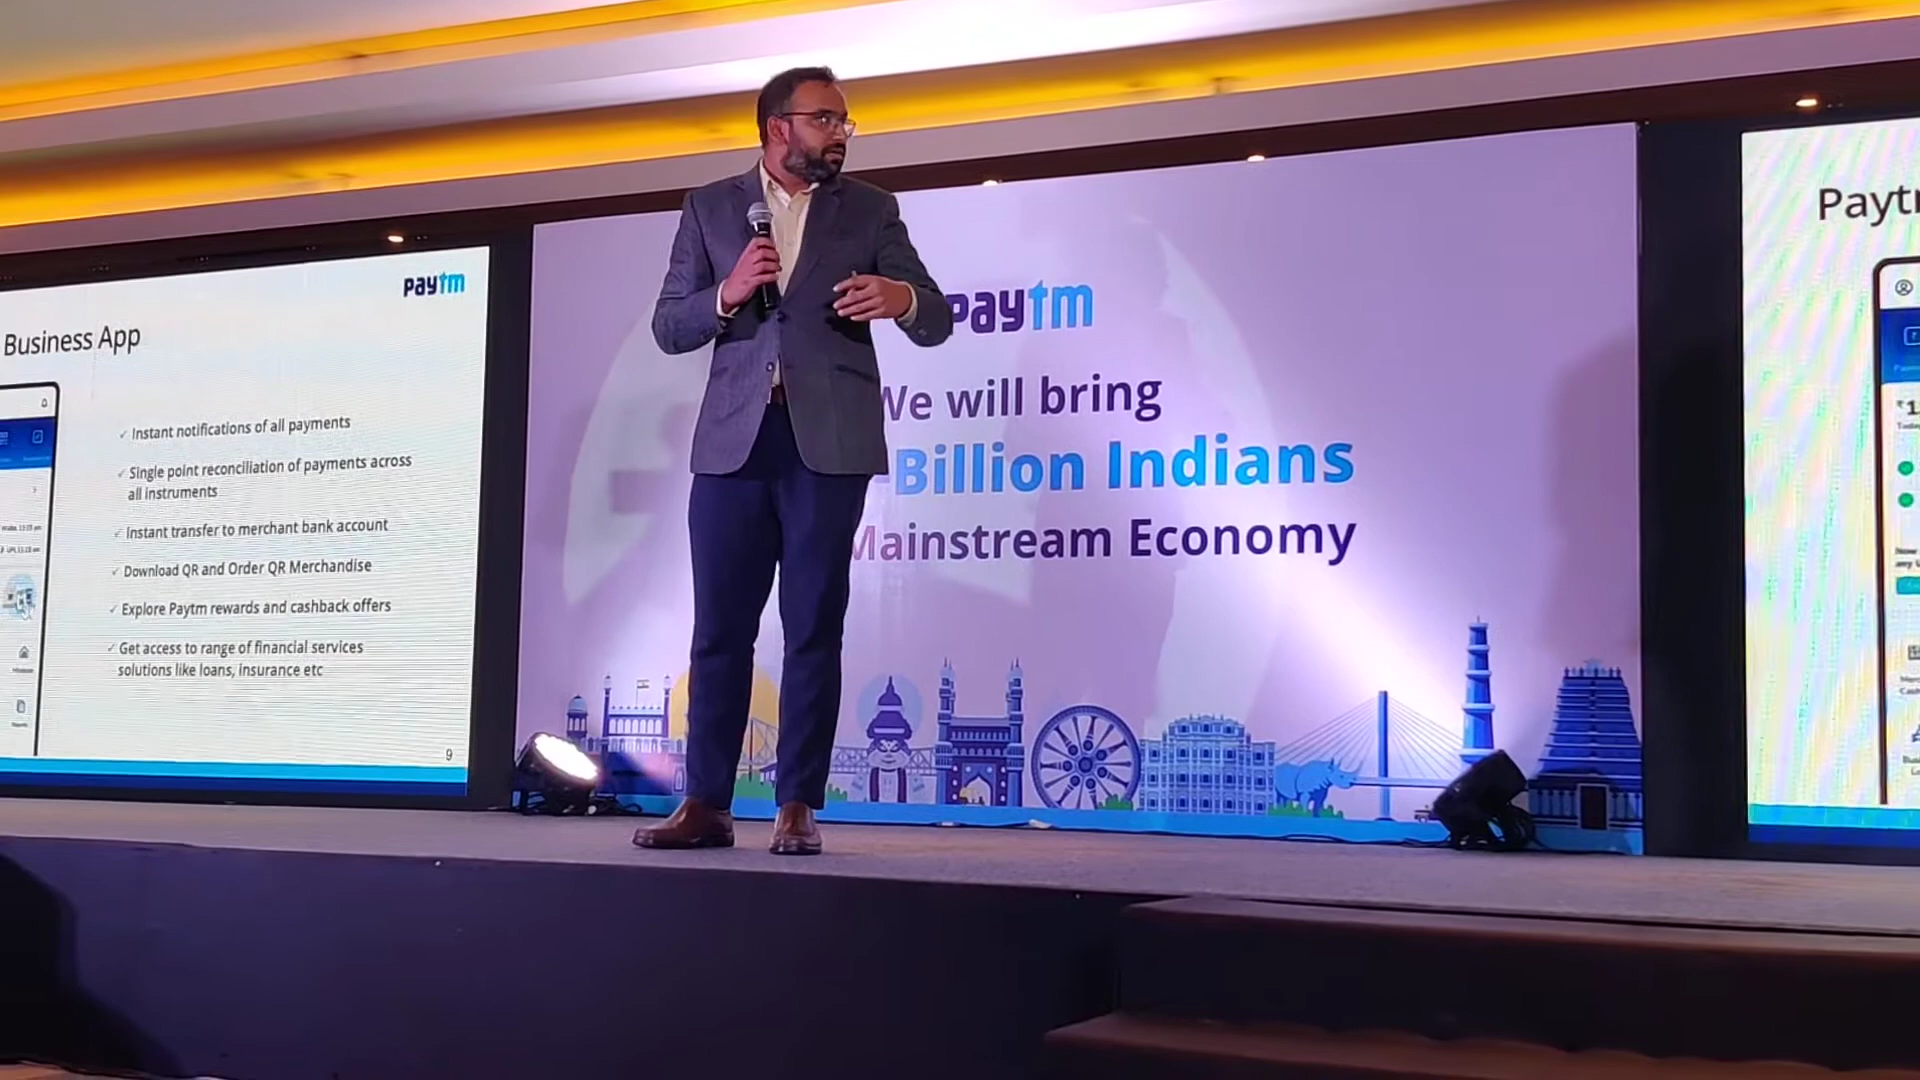 paytm
Business App
✓ Instant notifications of all payments
✓ Single point reconciliation of payments across
all instruments
✓ Instant transfer to merchant bank account
✓ Download QR and Order QR Merchandise
✓ Explore Paytm rewards and cashback offers
✓ Get access to range of financial services
solutions like loans, insurance etc
9
paytm
We will bring
Billion Indians
Mainstream Economy
Payt